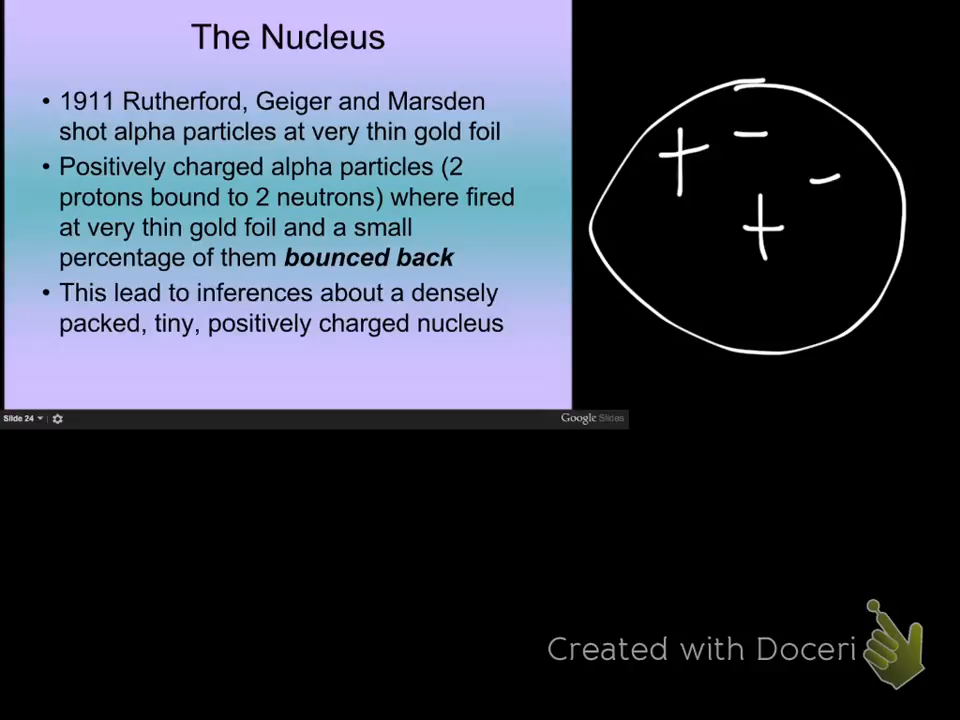 The Nucleus
• 1911 Rutherford, Geiger and Marsden
shot alpha particles at very thin gold foil
• Positively charged alpha particles (2
protons bound to 2 neutrons) where fired
at very thin gold foil and a small
percentage of them bounced back
• This lead to inferences about a densely
packed, tiny, positively charged nucleus
Slide 24
Google Slides
+ −
−
+
Created with Doceri